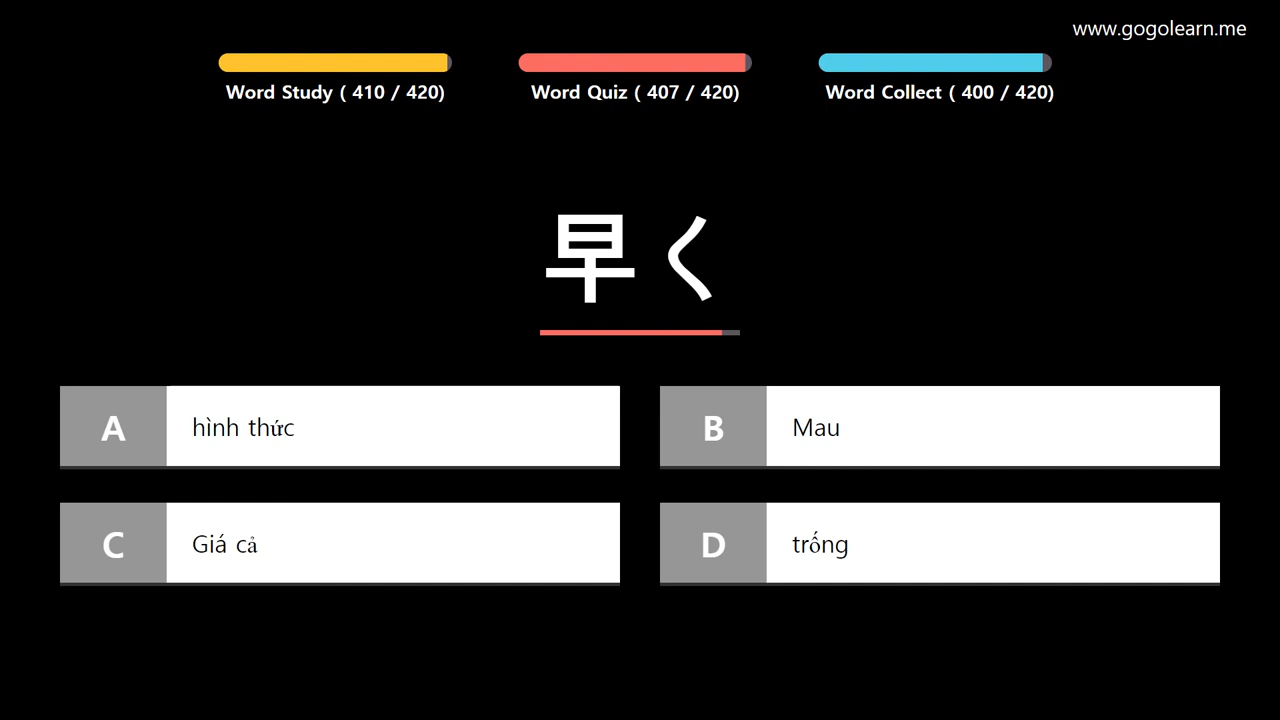 www.gogolearn.me
Word Study ( 410 / 420)
Word Quiz ( 407 / 420)
Word Collect ( 400 / 420)
早く
A hình thức
B Mau
C Giá cả
D trống